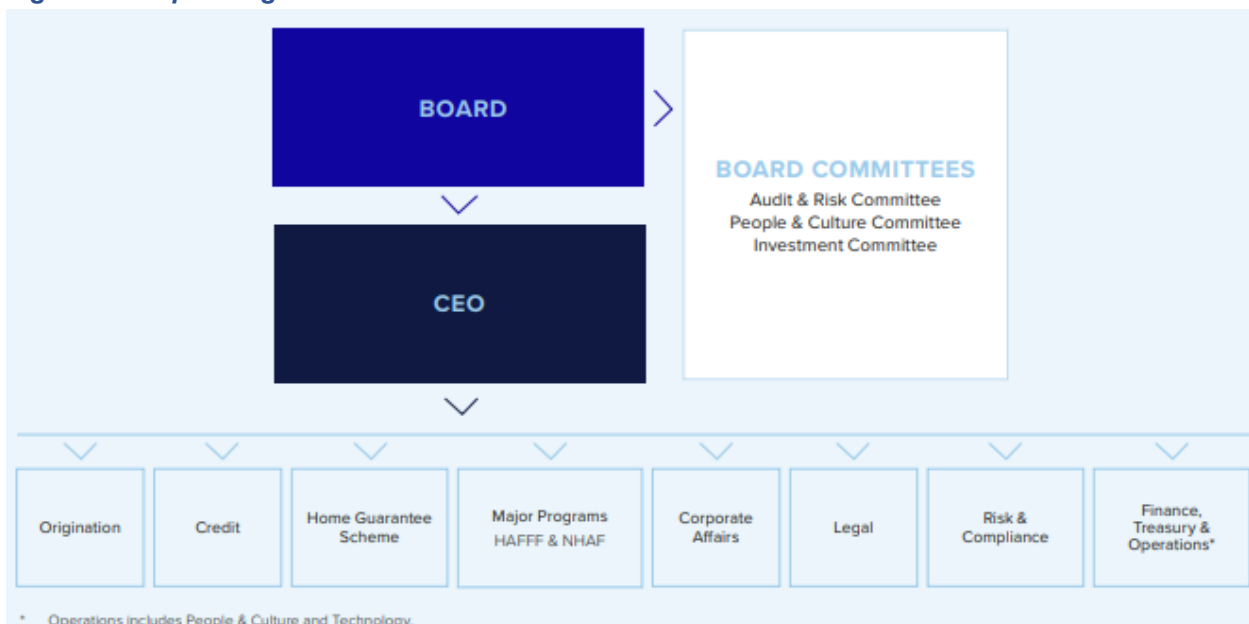 BOARD
BOARD COMMITTEES
Audit & Risk Committee
People & Culture Committee
Investment Committee
CEO
Origination
Credit
Home Guarantee
Scheme
Major Programs
HAFFF & NHAF
Corporate
Affairs
Legal
Risk &
Compliance
Finance,
Treasury &
Operations*
* Operations includes People & Culture and Technology.